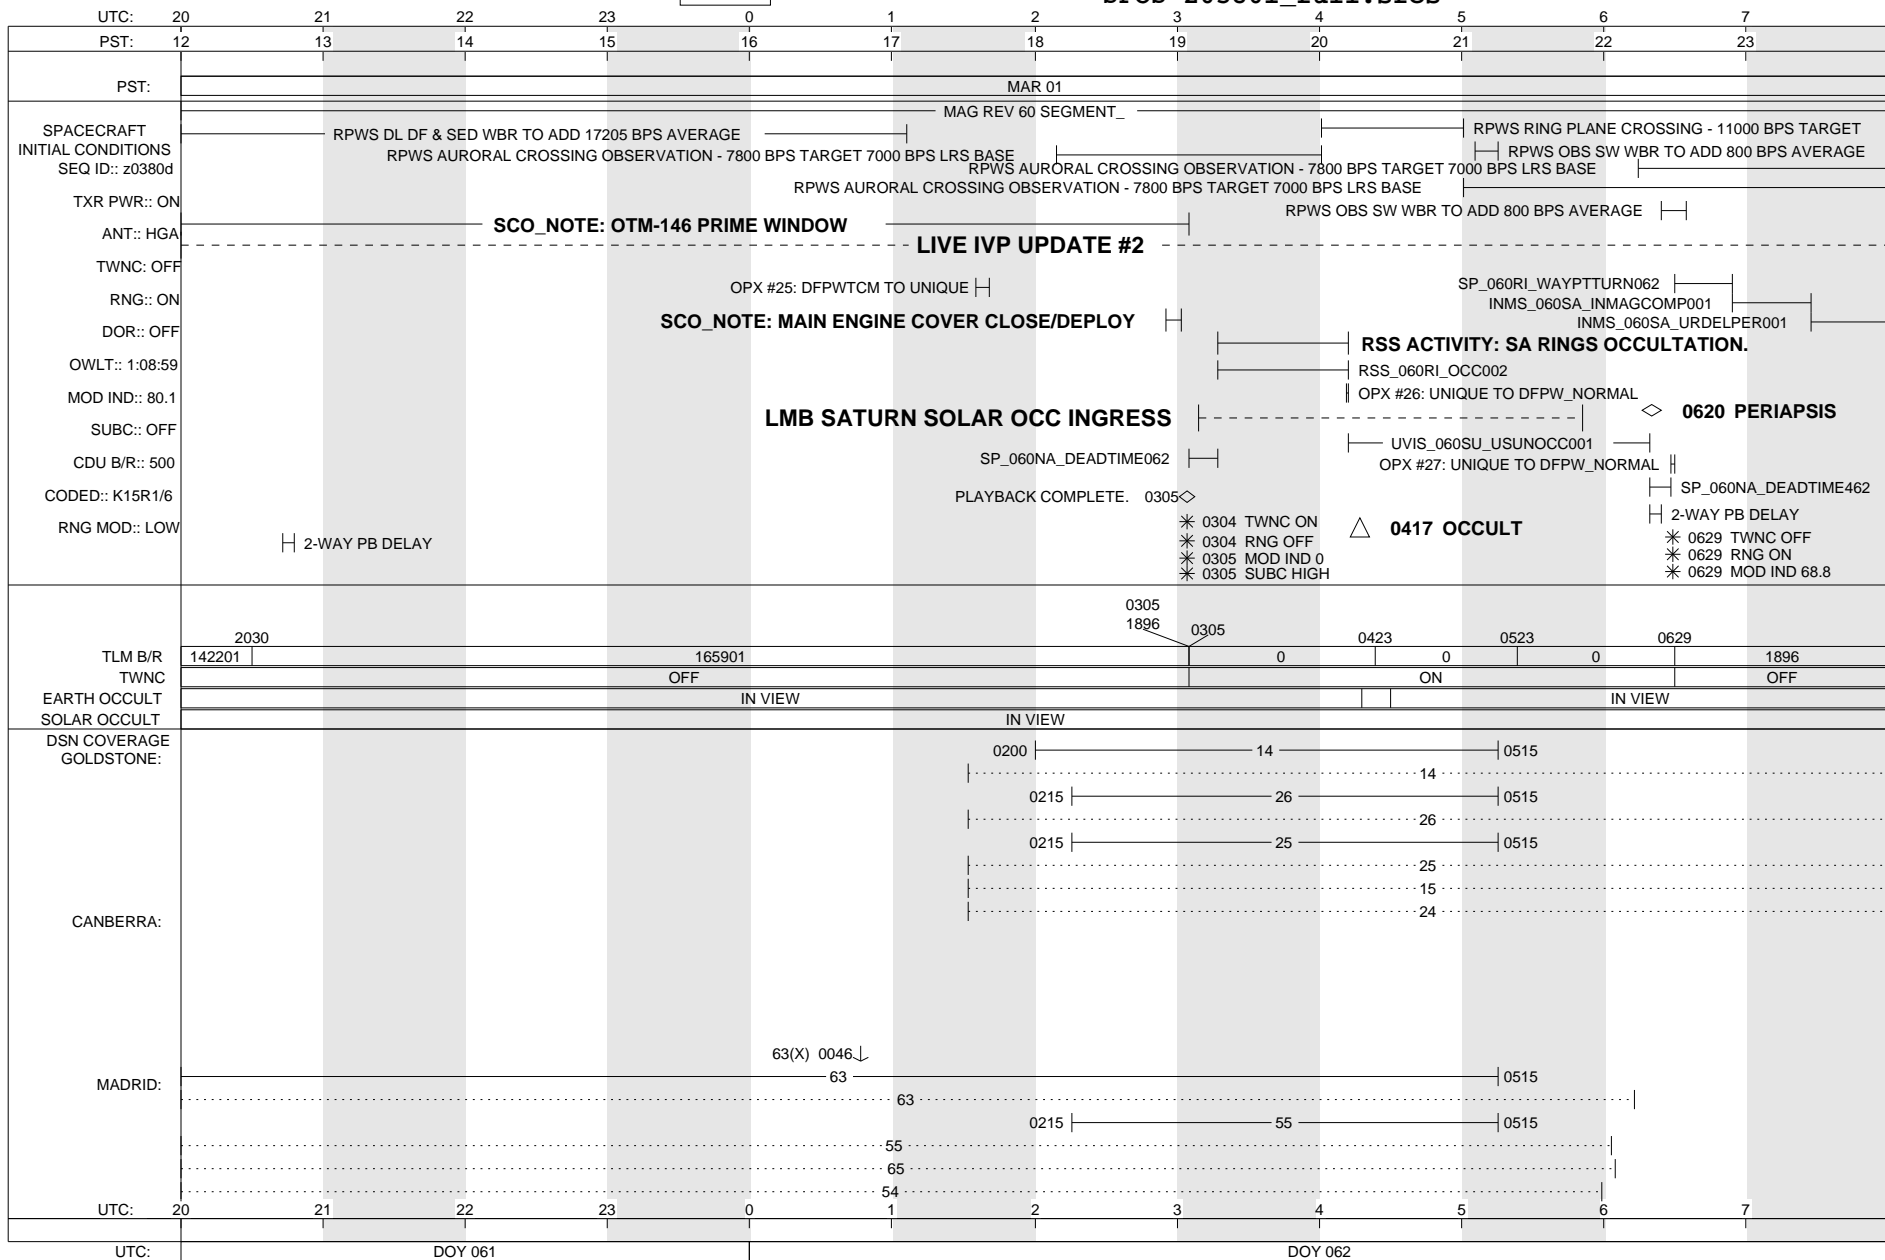 UTC: 20 21 22 23 0 1 2 3 4 5 6 7
PST: 12 13 14 15 16 17 18 19 20 21 22 23
PST: MAR 01
MAG REV 60 SEGMENT_
SPACECRAFT
INITIAL CONDITIONS
SEQ ID:: z0380d
TXR PWR:: ON
ANT:: HGA
TWNC: OFF
RNG:: ON
DOR:: OFF
OWLT:: 1:08:59
MOD IND:: 80.1
SUBC:: OFF
CDU B/R:: 500
CODED:: K15R1/6
RNG MOD:: LOW
RPWS DL DF & SED WBR TO ADD 17205 BPS AVERAGE
RPWS RING PLANE CROSSING - 11000 BPS TARGET
RPWS AURORAL CROSSING OBSERVATION - 7800 BPS TARGET 7000 BPS LRS BASE
RPWS OBS SW WBR TO ADD 800 BPS AVERAGE
RPWS AURORAL CROSSING OBSERVATION - 7800 BPS TARGET 7000 BPS LRS BASE
RPWS AURORAL CROSSING OBSERVATION - 7800 BPS TARGET 7000 BPS LRS BASE
RPWS OBS SW WBR TO ADD 800 BPS AVERAGE
SCO_NOTE: OTM-146 PRIME WINDOW
LIVE IVP UPDATE #2
OPX #25: DFPWTCM TO UNIQUE
SP_060RI_WAYPTTURN062
INMS_060SA_INMAGCOMP001
SCO_NOTE: MAIN ENGINE COVER CLOSE/DEPLOY
INMS_060SA_URDELPER001
RSS ACTIVITY: SA RINGS OCCULTATION.
RSS_060RI_OCC002
OPX #26: UNIQUE TO DFPW_NORMAL
LMB SATURN SOLAR OCC INGRESS
0620 PERIAPSIS
UVIS_060SU_USUNOCC001
SP_060NA_DEADTIME062
OPX #27: UNIQUE TO DFPW_NORMAL
SP_060NA_DEADTIME462
PLAYBACK COMPLETE. 0305
2-WAY PB DELAY
0304 TWNC ON
0304 RNG OFF
0305 MOD IND 0
0305 SUBC HIGH
0417 OCCULT
2-WAY PB DELAY
0629 TWNC OFF
0629 RNG ON
0629 MOD IND 68.8
0305
1896
0305
2030 0423 0523 0629
TLM B/R 142201 165901 0 0 0 1896
TWNC OFF ON OFF
EARTH OCCULT IN VIEW IN VIEW
SOLAR OCCULT IN VIEW
DSN COVERAGE
GOLDSTONE:
0200 14 0515
14
0215 26 0515
26
0215 25 0515
25
15
24
CANBERRA:
63(X) 0046
MADRID:
63 0515
63
0215 55 0515
55
65
54
UTC: 20 21 22 23 0 1 2 3 4 5 6 7
UTC: DOY 061 DOY 062